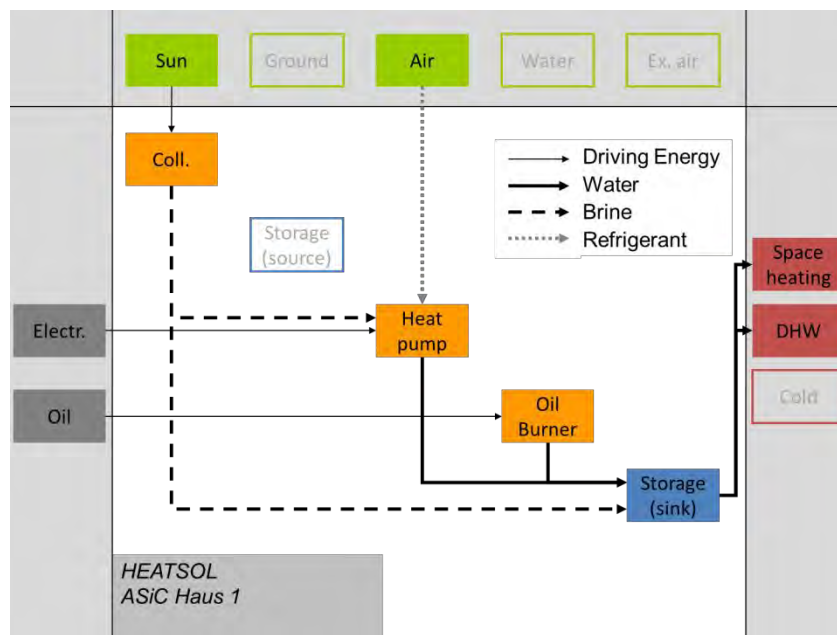 Sun
Ground
Air
Water
Ex. air
Coll.
Driving Energy
Water
Brine
Refrigerant
Storage
(source)
Space
heating
Electr.
Heat
pump
DHW
Oil
Oil
Burner
Cold
Storage
(sink)
HEATSOL
ASiC Haus 1